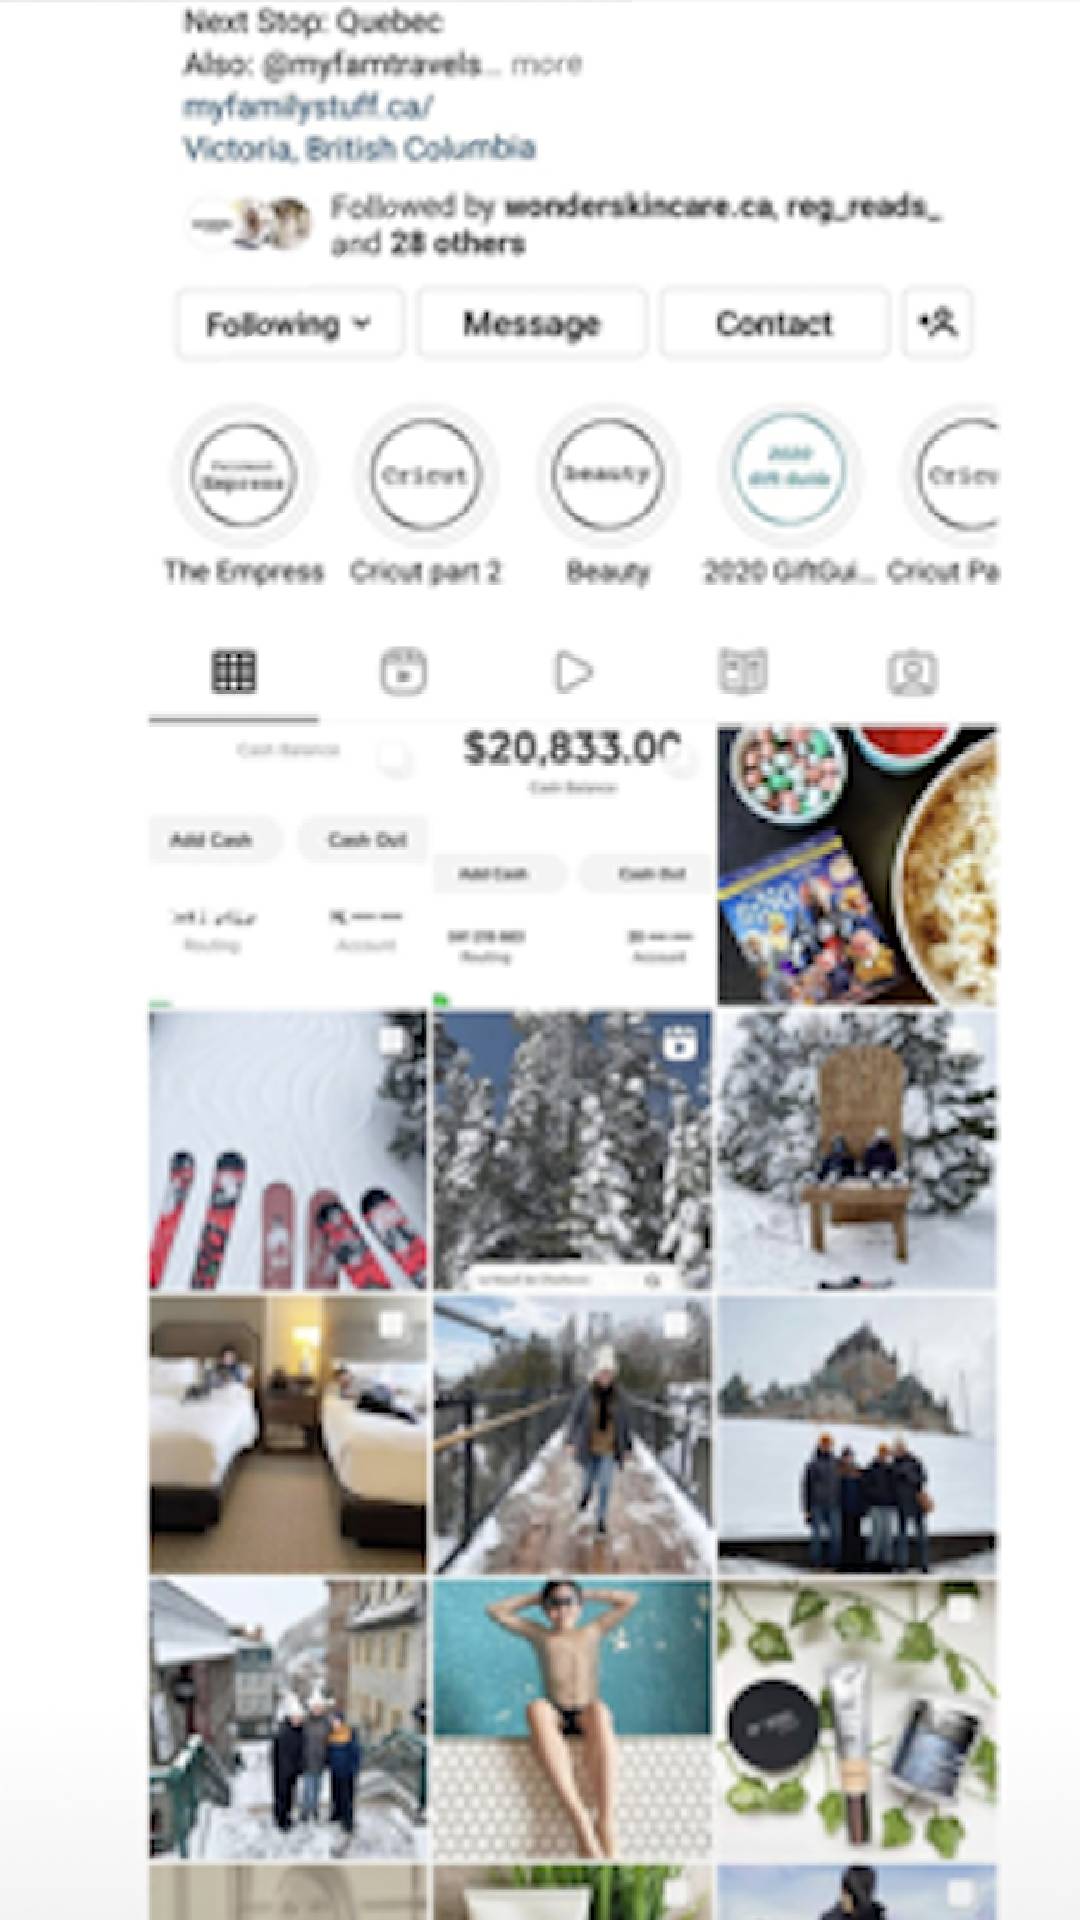 Next Stop: Quebec
Also: @myfamtravels... more
myfamilystuff.ca/
Victoria, British Columbia
Followed by wonderskincare.ca, reg_reads_
and 28 others
Following
Message
Contact
Empress
Cricut
beauty
2020
Gift Guide
Cricu
The Empress
Cricut part 2
Beauty
2020 GiftGui...
Cricut Pa
Cash Balance
$20,833.00
Cash Balance
Add Cash
Cash Out
Add Cash
Cash Out
Routing
Account
Routing
Account